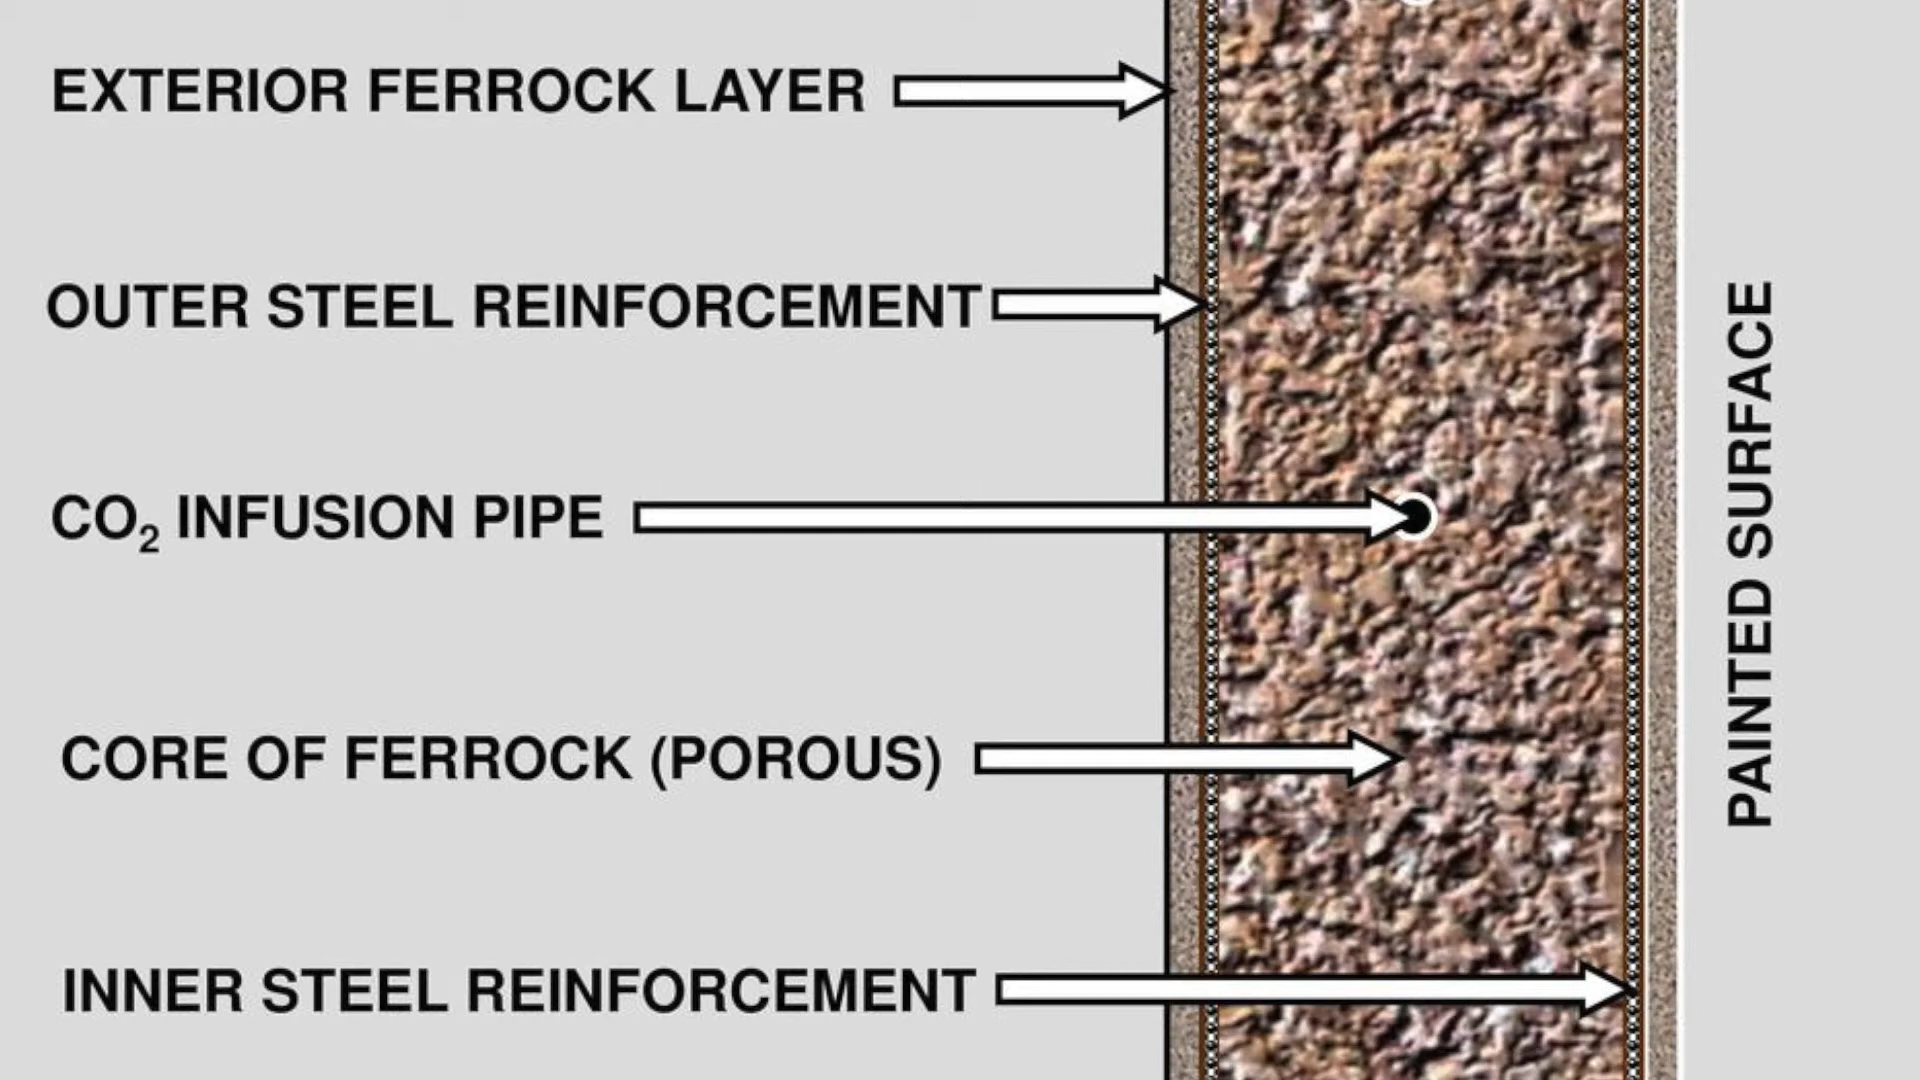 EXTERIOR FERROCK LAYER
OUTER STEEL REINFORCEMENT
CO₂ INFUSION PIPE
CORE OF FERROCK (POROUS)
INNER STEEL REINFORCEMENT
PAINTED SURFACE